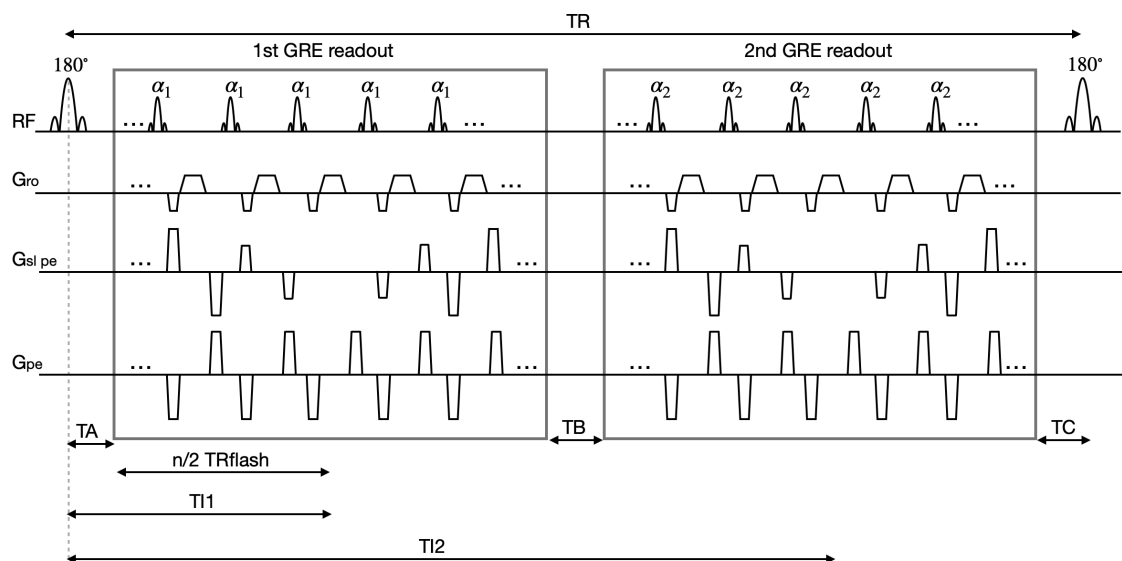 TR
1st GRE readout
2nd GRE readout
180°
α1 α1 α1 α1 α1
α2 α2 α2 α2 α2
180°
RF
... ... ... ...
Gro
... ... ... ...
Gsl pe
... ... ... ...
Gpe
... ... ... ...
TA
TB
TC
n/2 TRflash
TI1
TI2